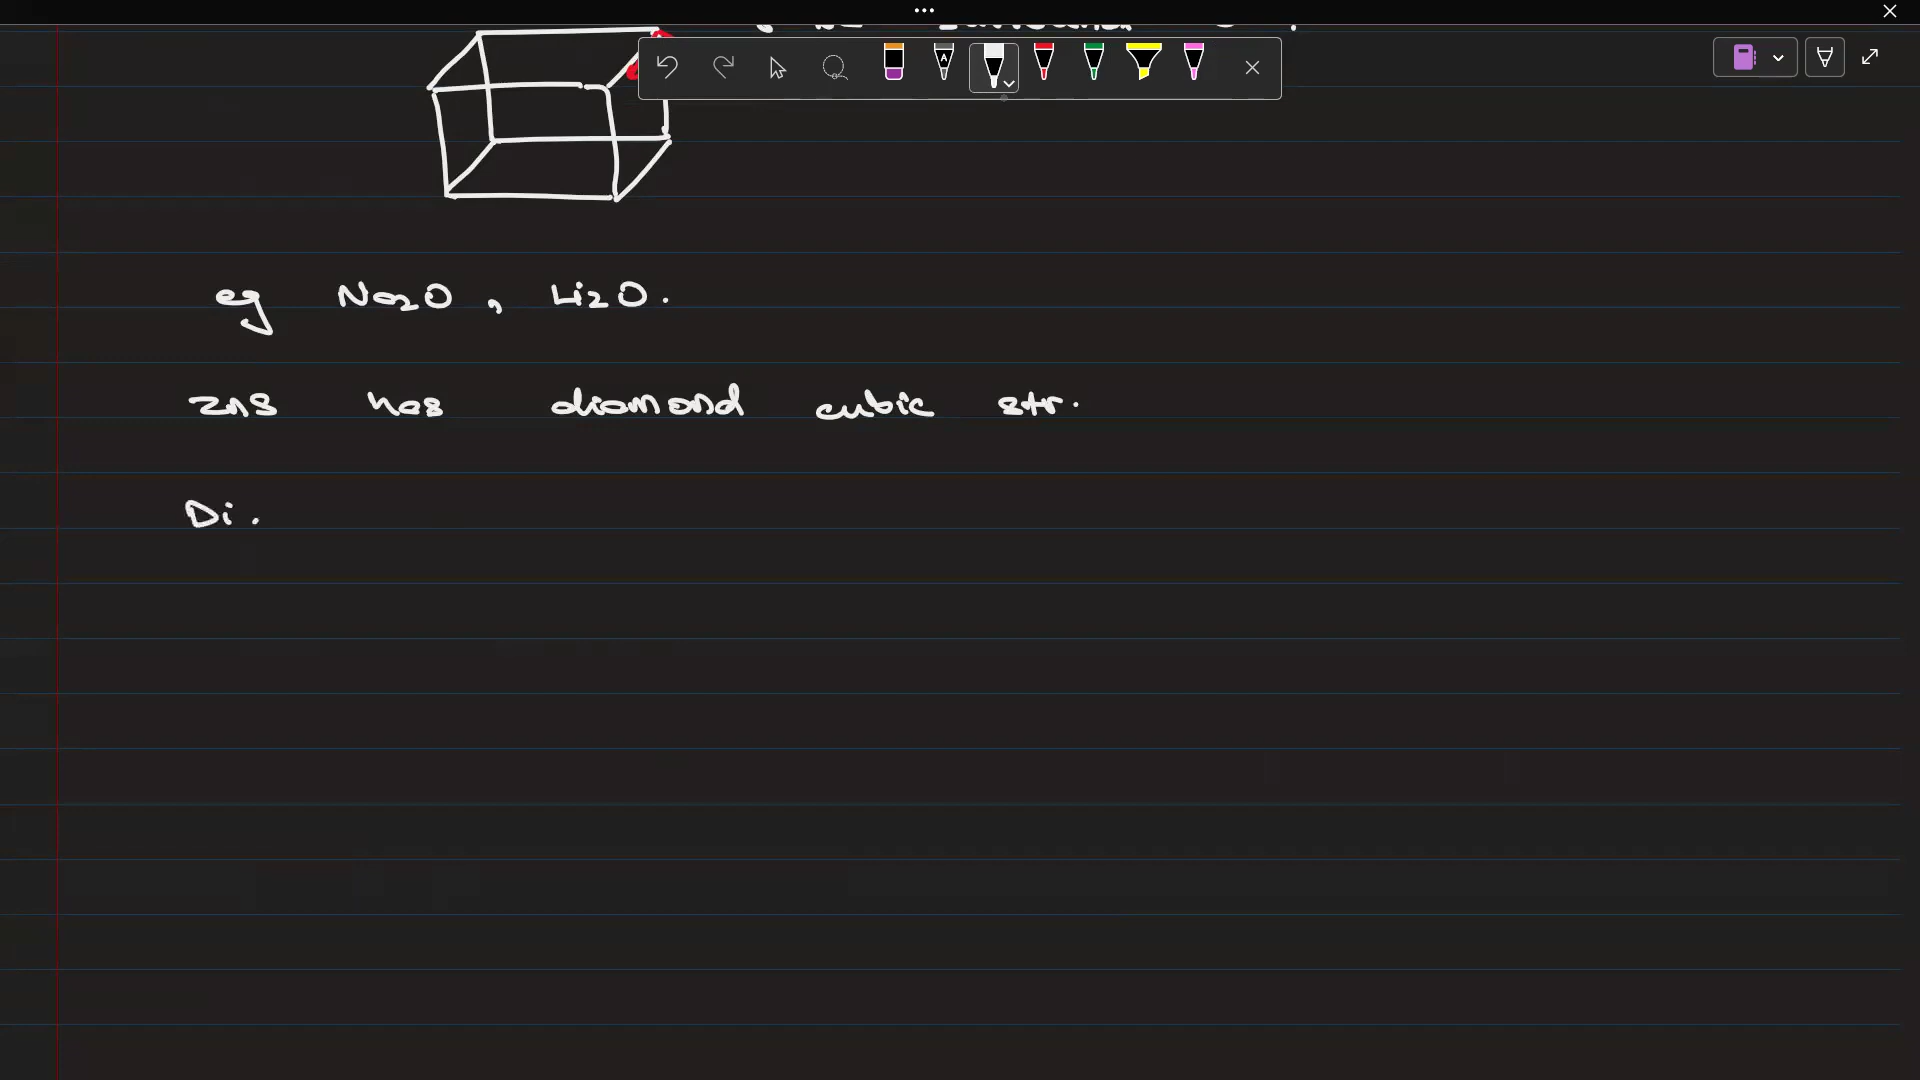 eg Na2O , Li2O.
ZnS has diamond cubic str.
Di.